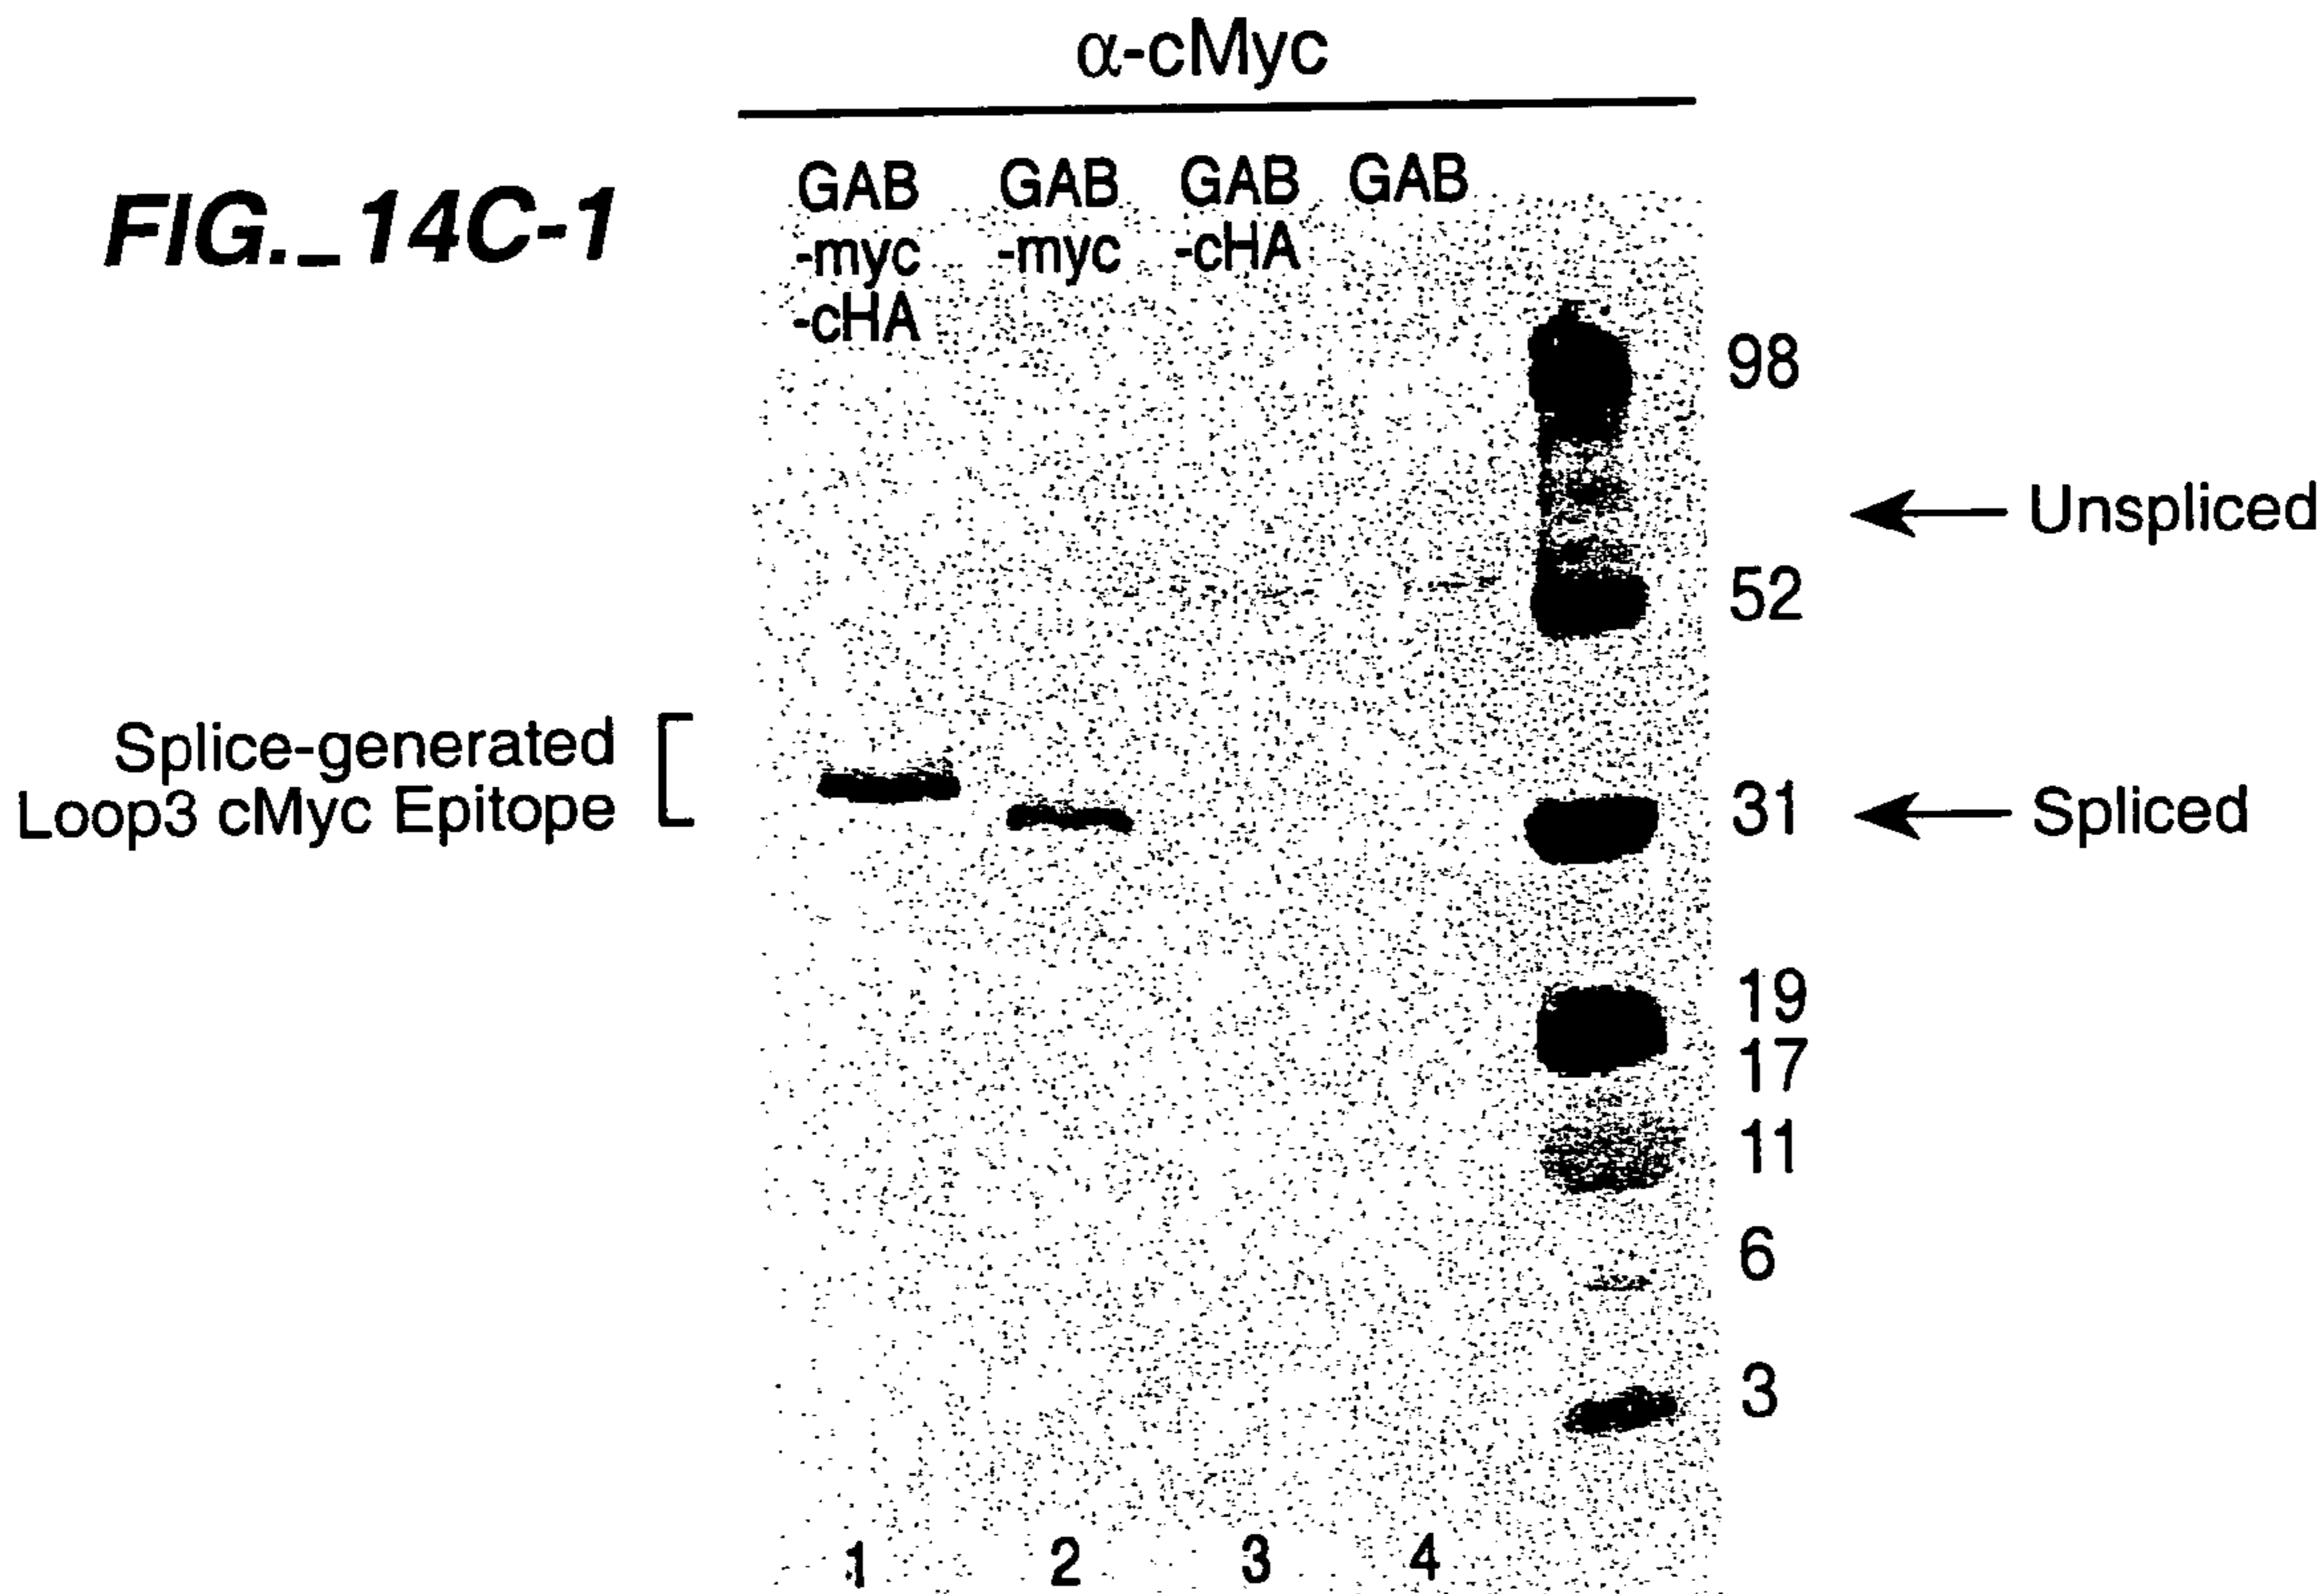 α-cMyc
FIG._14C-1
GAB
-myc
-cHA
GAB
-myc
GAB
-cHA
GAB
98
Unspliced
52
Splice-generated
Loop3 cMyc Epitope
31
Spliced
19
17
11
6
3
1
2
3
4